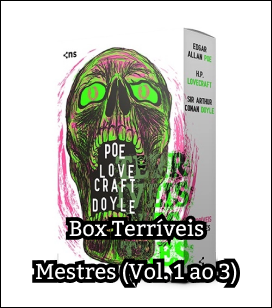 cns
EDGAR
ALLAN POE
H.P.
LOVECRAFT
SIR ARTHUR
CONAN DOYLE
POE
LOVE
CRAFT
DOYLE
Box Terríveis
Mestres (Vol. 1 ao 3)